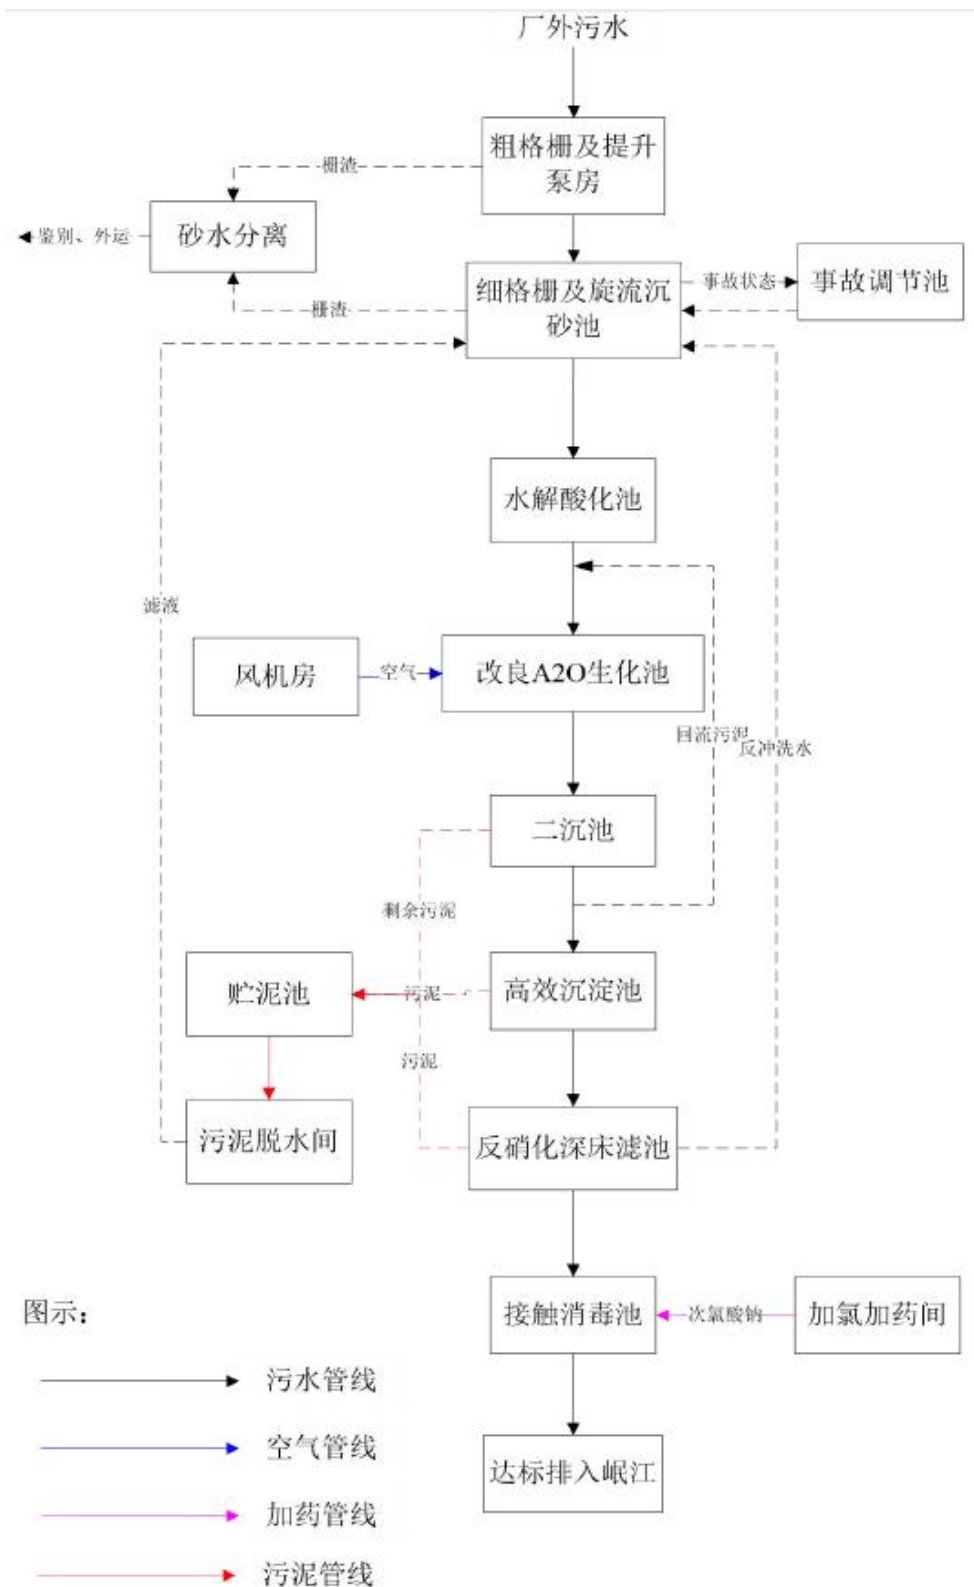 厂外污水
粗格栅及提升
泵房
栅渣
砂水分离
鉴别、外运
细格栅及旋流沉
砂池
事故状态
事故调节池
栅渣
水解酸化池
滤液
风机房
空气
改良A2O生化池
回流污泥
反冲洗水
二沉池
剩余污泥
贮泥池
污泥
高效沉淀池
污泥
污泥脱水间
反硝化深床滤池
图示：
接触消毒池
次氯酸钠
加氯加药间
污水管线
空气管线
达标排入岷江
加药管线
污泥管线